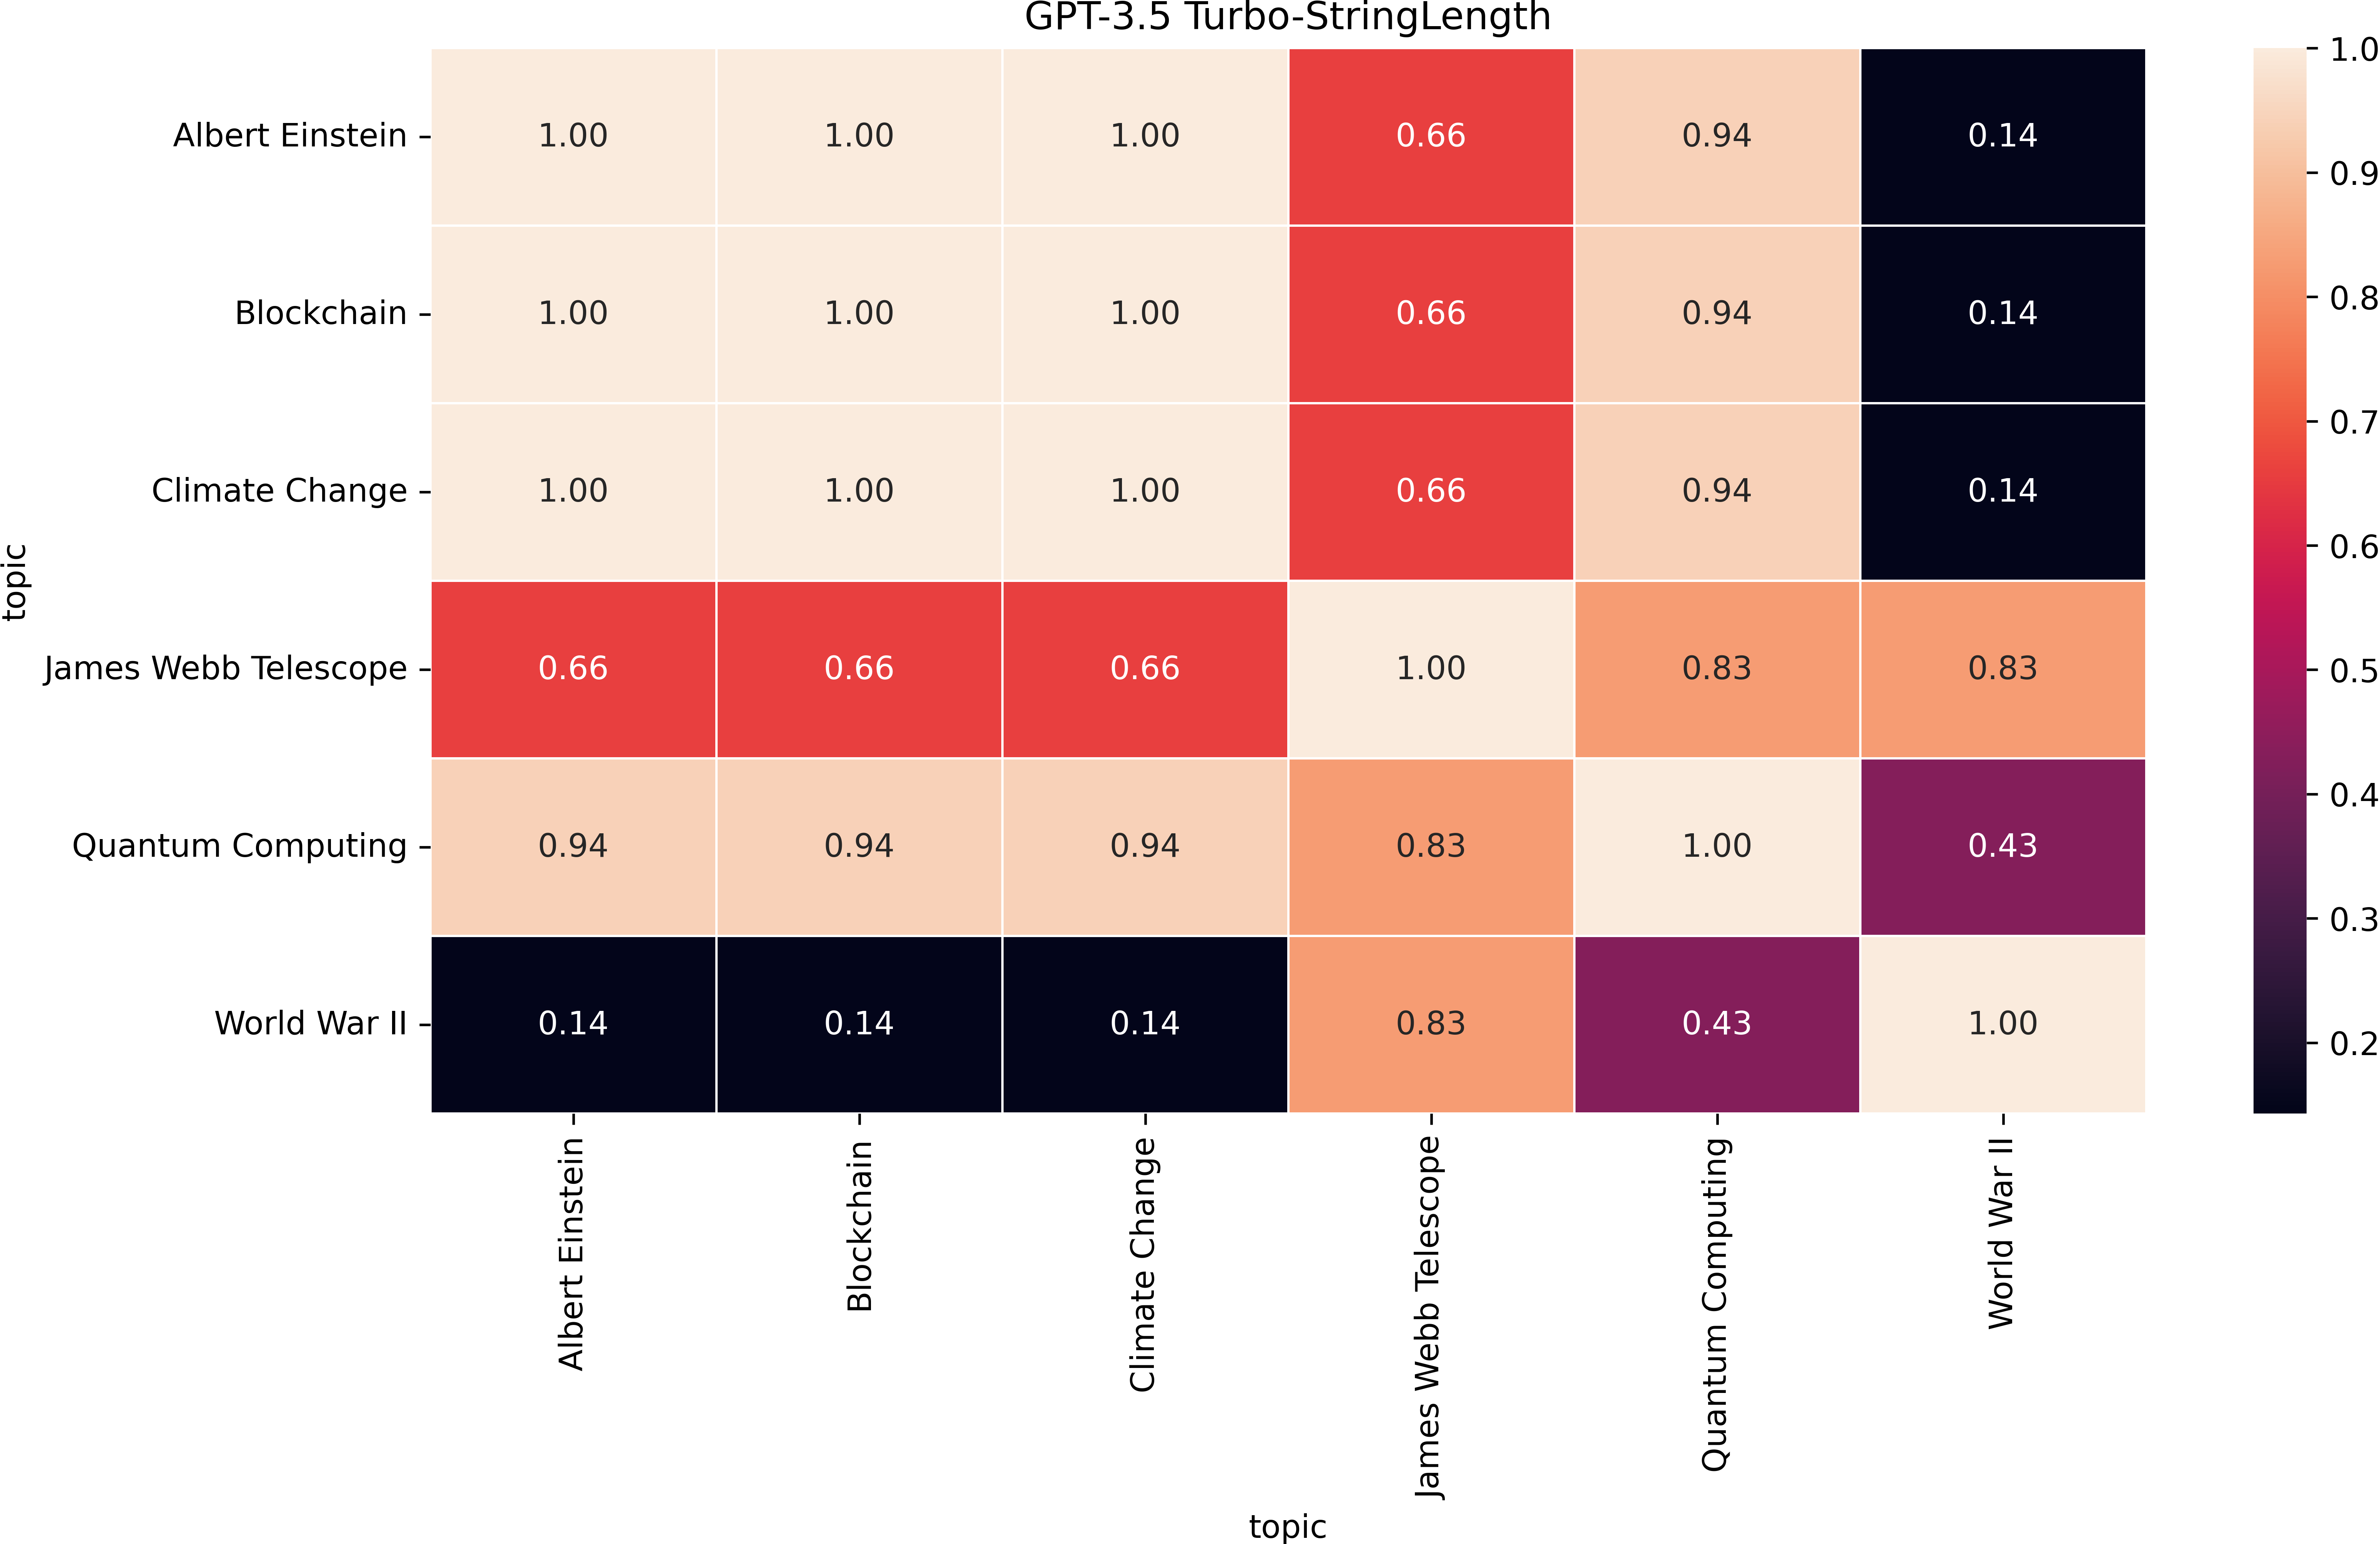 GPT-3.5 Turbo-StringLength
Albert Einstein 1.00 1.00 1.00 0.66 0.94 0.14
Blockchain 1.00 1.00 1.00 0.66 0.94 0.14
Climate Change 1.00 1.00 1.00 0.66 0.94 0.14
James Webb Telescope 0.66 0.66 0.66 1.00 0.83 0.83
Quantum Computing 0.94 0.94 0.94 0.83 1.00 0.43
World War II 0.14 0.14 0.14 0.83 0.43 1.00
topic
Albert Einstein
Blockchain
Climate Change
James Webb Telescope
Quantum Computing
World War II
topic
1.0
0.9
0.8
0.7
0.6
0.5
0.4
0.3
0.2